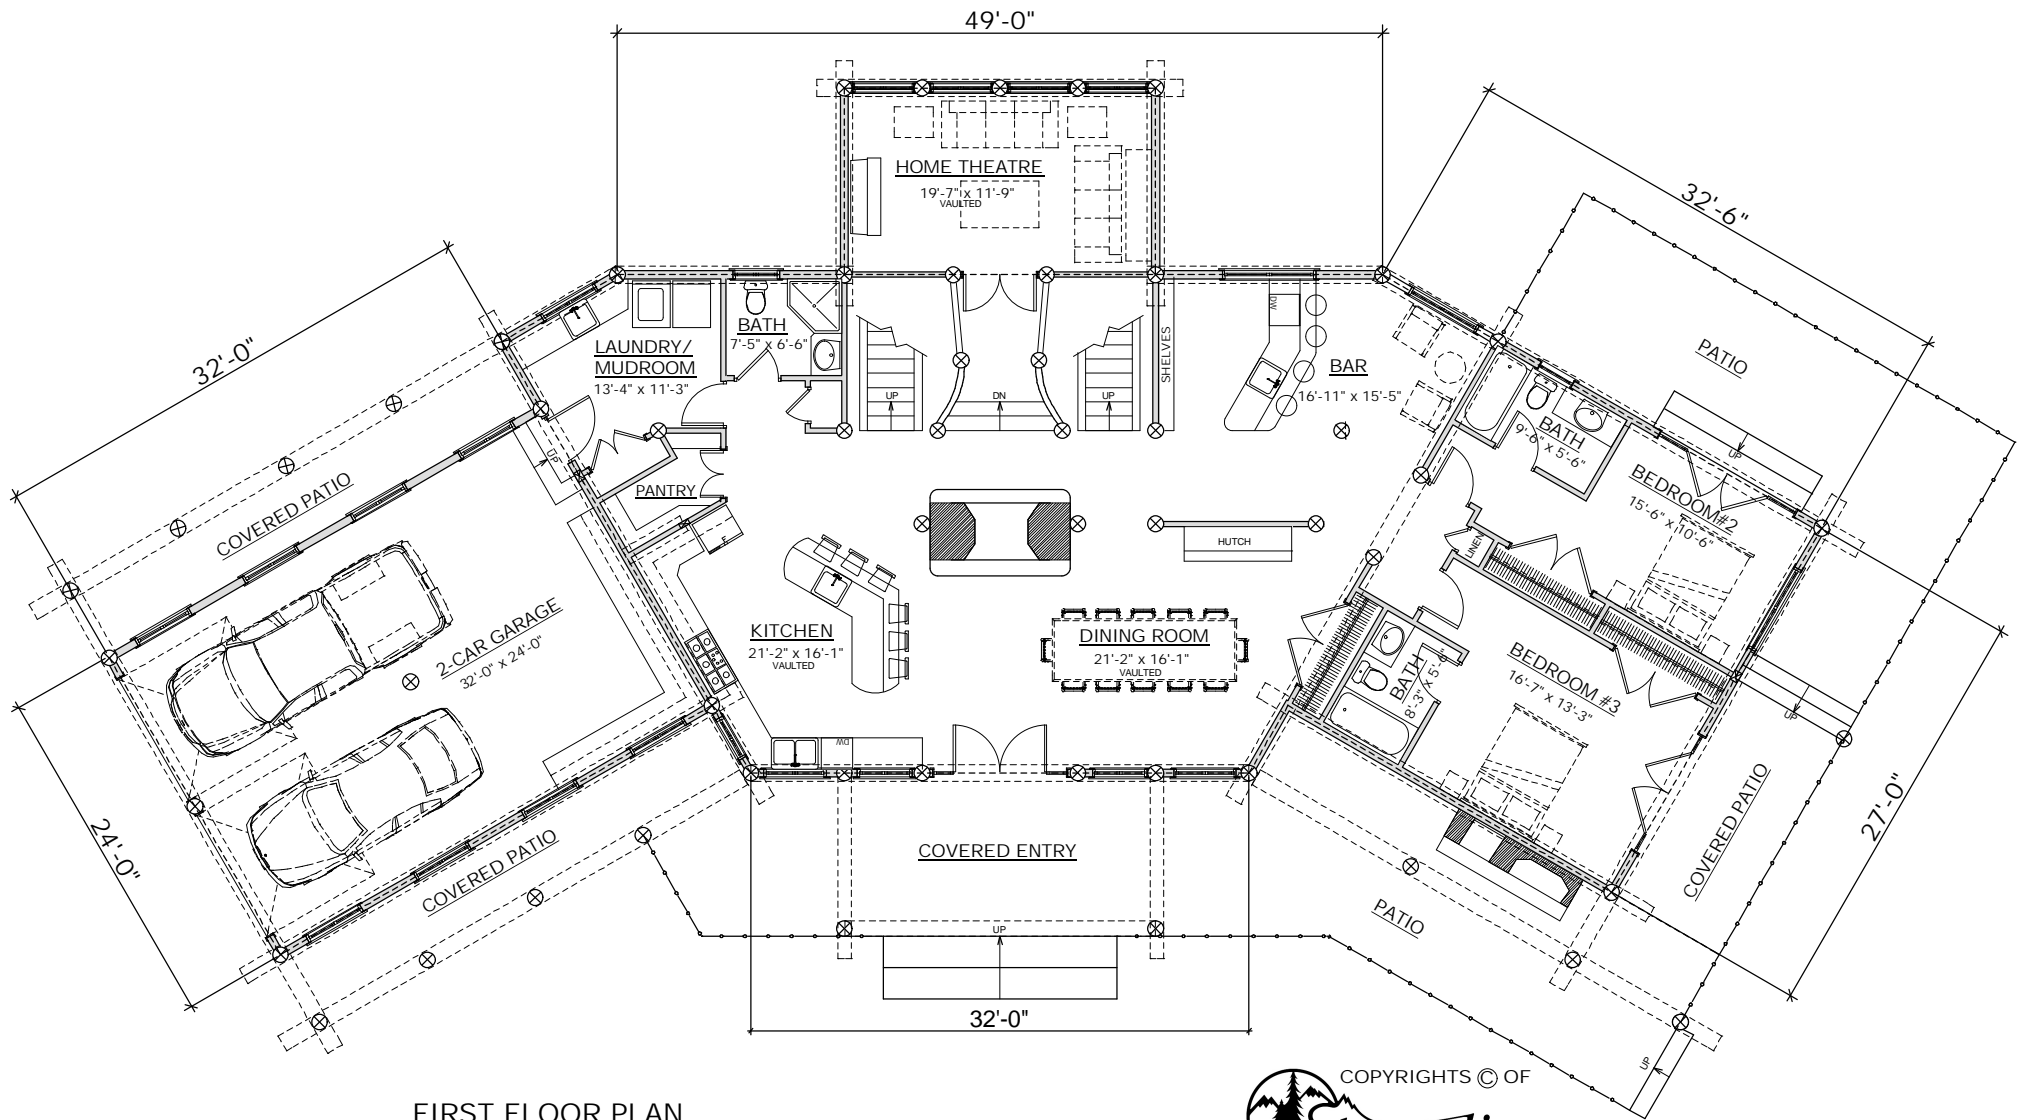 49'-0"
HOME THEATRE
19'-7" x 11'-9"
VAULTED
32'-6"
PATIO
32'-0"
LAUNDRY/
MUDROOM
13'-4" x 11'-3"
BATH
7'-5" x 6'-6"
UP
DN
UP
SHELVES
DW
BAR
16'-11" x 15'-5"
BATH
9'-6" x 5'-6"
UP
BEDROOM#2
15'-6" x 10'-6"
COVERED PATIO
UP
PANTRY
F
HUTCH
LINEN
2-CAR GARAGE
32'-0" x 24'-0"
KITCHEN
21'-2" x 16'-1"
VAULTED
DINING ROOM
21'-2" x 16'-1"
VAULTED
BATH
8'-3" x 5'-6"
BEDROOM #3
16'-7" x 13'-3"
UP
DW
24'-0"
COVERED PATIO
COVERED ENTRY
COVERED PATIO
27'-0"
PATIO
UP
32'-0"
UP
COPYRIGHTS © OF
FIRST FLOOR PLAN